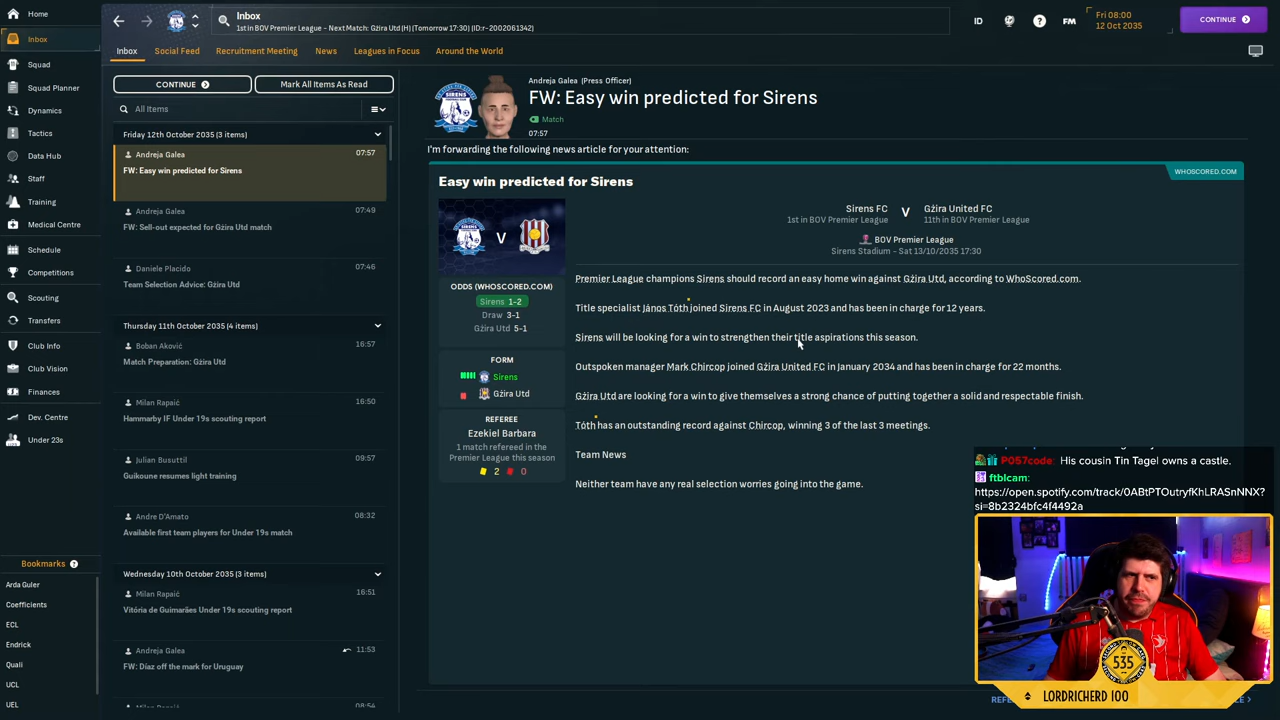 Home
Inbox
Squad
Squad Planner
Dynamics
Tactics
Data Hub
Staff
Training
Medical Centre
Schedule
Competitions
Scouting
Transfers
Club Info
Club Vision
Finances
Dev. Centre
Under 23s
Bookmarks ?
Arda Guler
Coefficients
ECL
Endrick
Quali
UCL
UEL
Inbox
1st in BOV Premier League - Next Match: Gżira Utd(H) (Tomorrow 17:30) (ID:r-2002061342)
ID
?
FM
Fri 08:00
12 Oct 2035
CONTINUE
Inbox
Social Feed
Recruitment Meeting
News
Leagues in Focus
Around the World
CONTINUE
Mark All Items As Read
All Items
Friday 12th October 2035 (3 items)
Andreja Galea 07:57
FW: Easy win predicted for Sirens
Andreja Galea 07:49
FW: Sell-out expected for Gżira Utd match
Daniele Placido 07:46
Team Selection Advice: Gżira Utd
Thursday 11th October 2035 (4 items)
Boban Aković 16:57
Match Preparation: Gżira Utd
Milan Rapaić 16:50
Hammarby IF Under 19s scouting report
Julian Busuttil 09:57
Guikoune resumes light training
Andre D'Amato 08:32
Available first team players for Under 19s match
Wednesday 10th October 2035 (3 items)
Milan Rapaić 16:51
Vitória de Guimarães Under 19s scouting report
Andreja Galea 11:53
FW: Díaz off the mark for Uruguay
Milan Rapaić 08:54
SIRENS
Andreja Galea (Press Officer)
FW: Easy win predicted for Sirens
Match
07:57
I'm forwarding the following news article for your attention:
WHOSCORED.COM
Easy win predicted for Sirens
V
Sirens FC V Gżira United FC
1st in BOV Premier League 11th in BOV Premier League
BOV Premier League
Sirens Stadium - Sat 13/10/2035 17:30
ODDS (WHOSCORED.COM)
Sirens 1-2
Draw 3-1
Gżira Utd 5-1
FORM
Sirens
Gżira Utd
REFEREE
Ezekiel Barbara
1 match refereed in the
Premier League this season
2 0
Premier League champions Sirens should record an easy home win against Gżira Utd, according to WhoScored.com.
Title specialist János Tóth joined Sirens FC in August 2023 and has been in charge for 12 years.
Sirens will be looking for a win to strengthen their title aspirations this season.
Outspoken manager Mark Chircop joined Gżira United FC in January 2034 and has been in charge for 22 months.
Gżira Utd are looking for a win to give themselves a strong chance of putting together a solid and respectable finish.
Tóth has an outstanding record against Chircop, winning 3 of the last 3 meetings.
Team News
Neither team have any real selection worries going into the game.
P057code: His cousin Tin Tagel owns a castle.
ftblcam:
https://open.spotify.com/track/0ABtPTOutryfKhLRASnNNX?
si=8b2324bfc4f4492a
535
LORDRICHERD 100